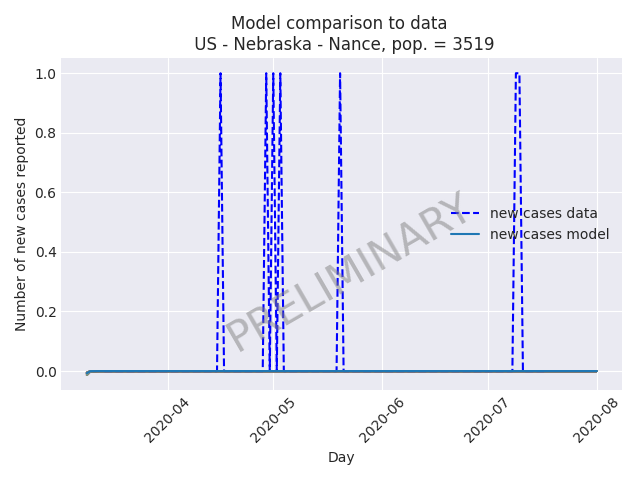 Model comparison to data
US - Nebraska - Nance, pop. = 3519
Number of new cases reported
1.0
0.8
0.6
0.4
0.2
0.0
new cases data
new cases model
PRELIMINARY
2020-04
2020-05
2020-06
2020-07
2020-08
Day